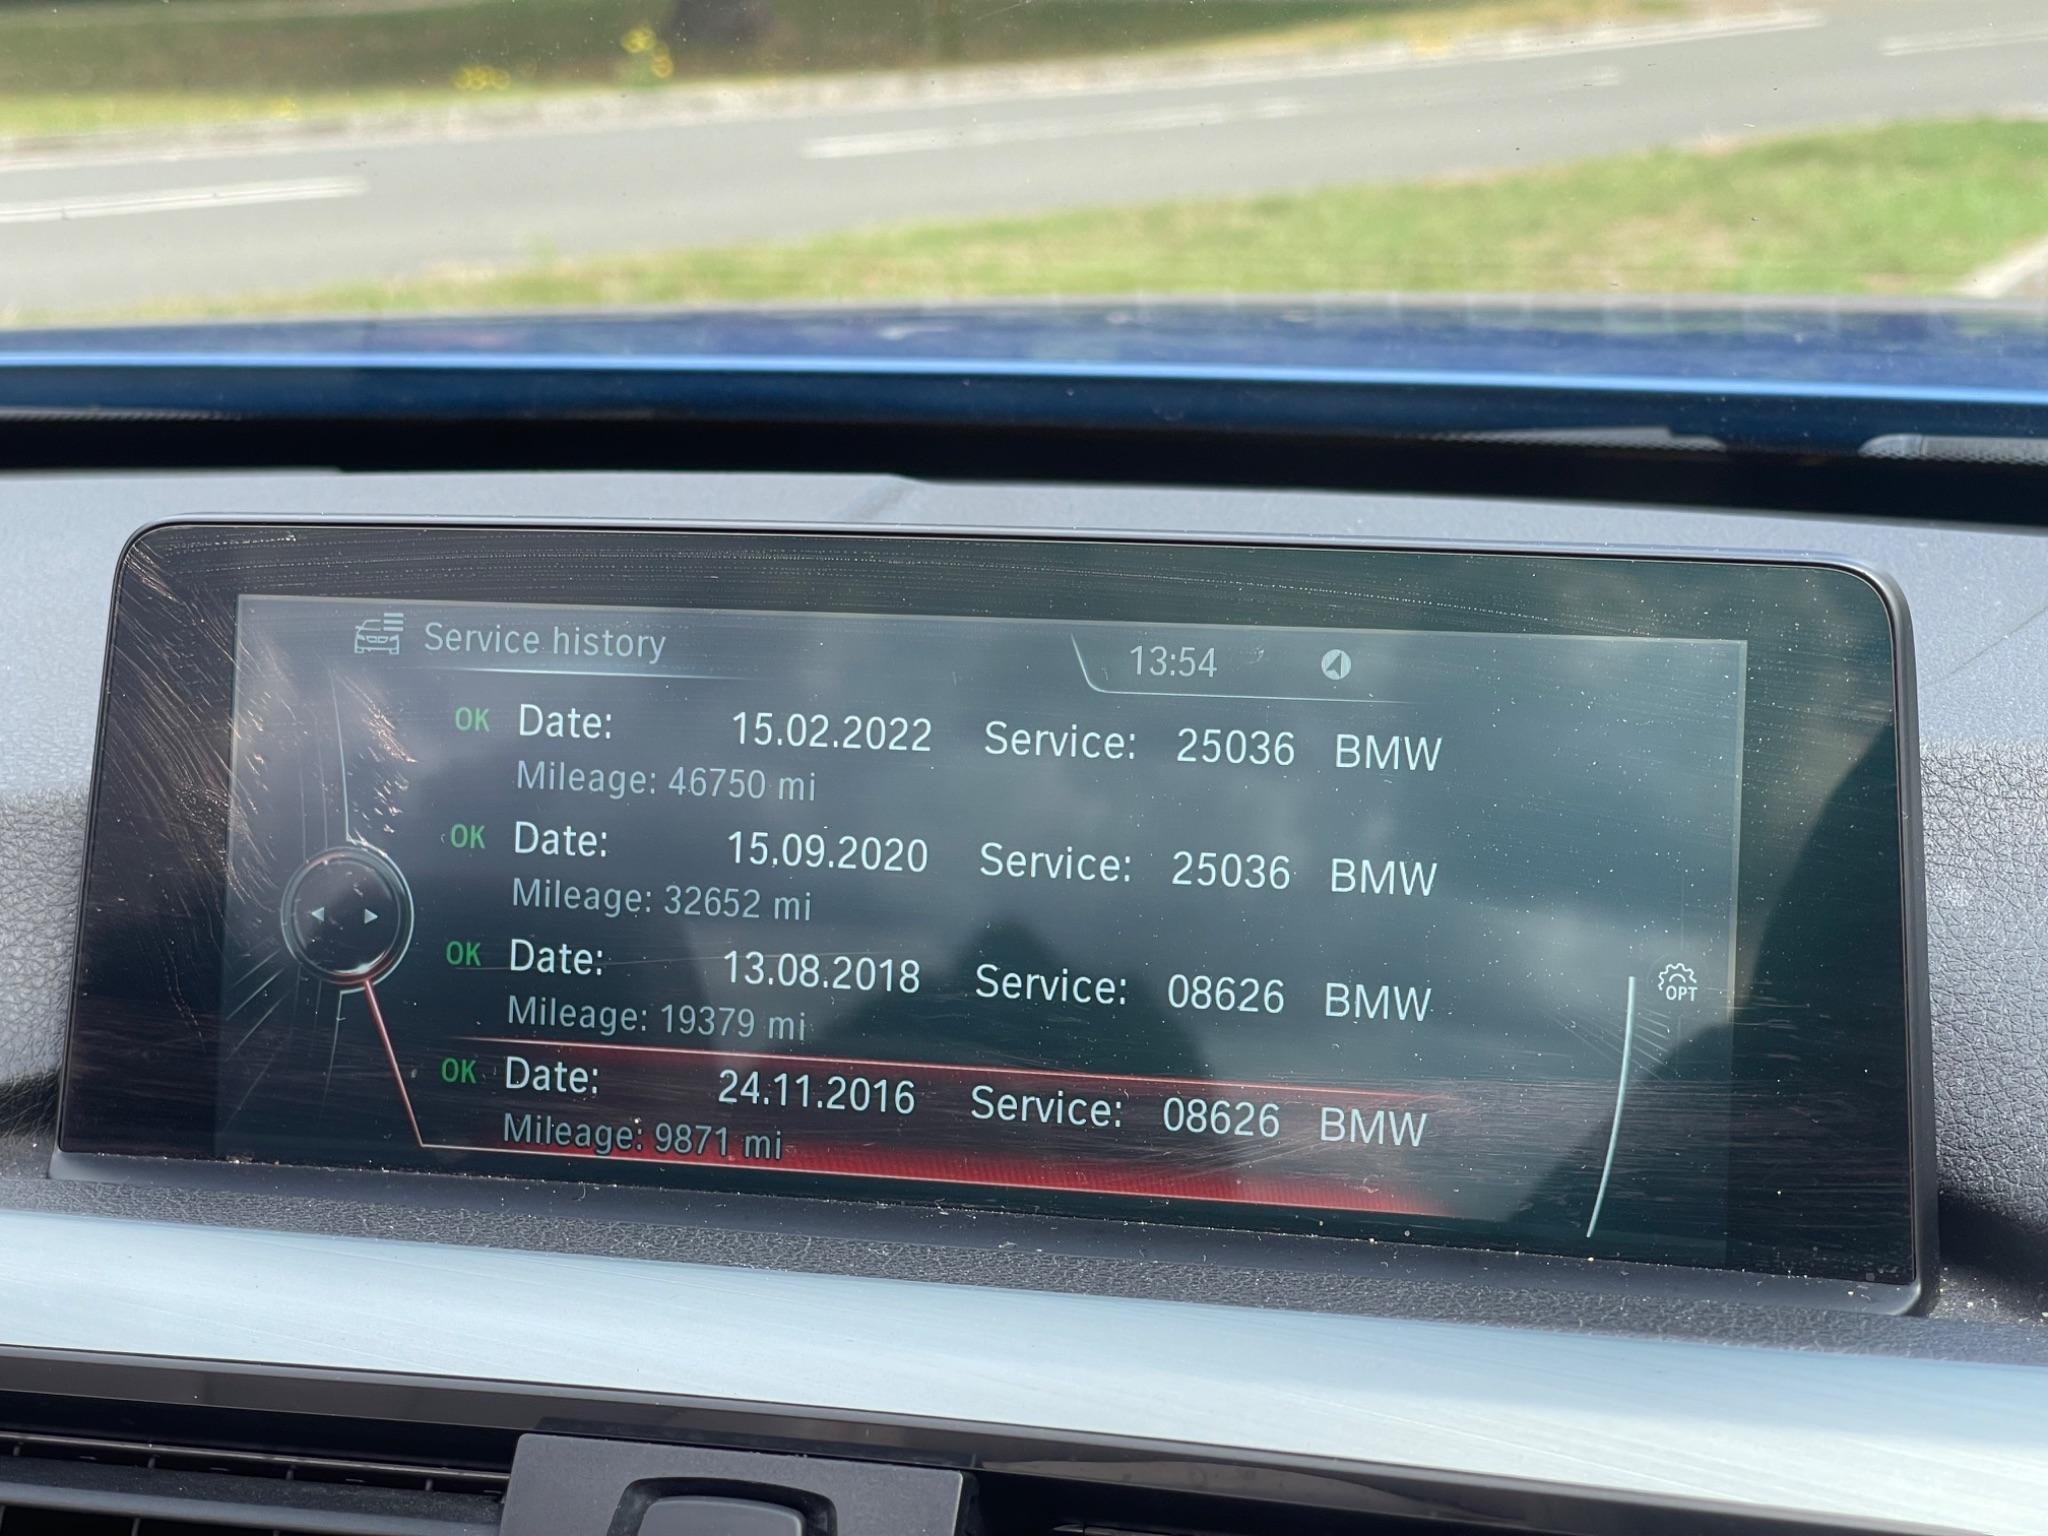 Service history 13:54
OK Date: 15.02.2022 Service: 25036 BMW
Mileage: 46750 mi
OK Date: 15.09.2020 Service: 25036 BMW
Mileage: 32652 mi
OK Date: 13.08.2018 Service: 08626 BMW
Mileage: 19379 mi
OPT
OK Date: 24.11.2016 Service: 08626 BMW
Mileage: 9871 mi